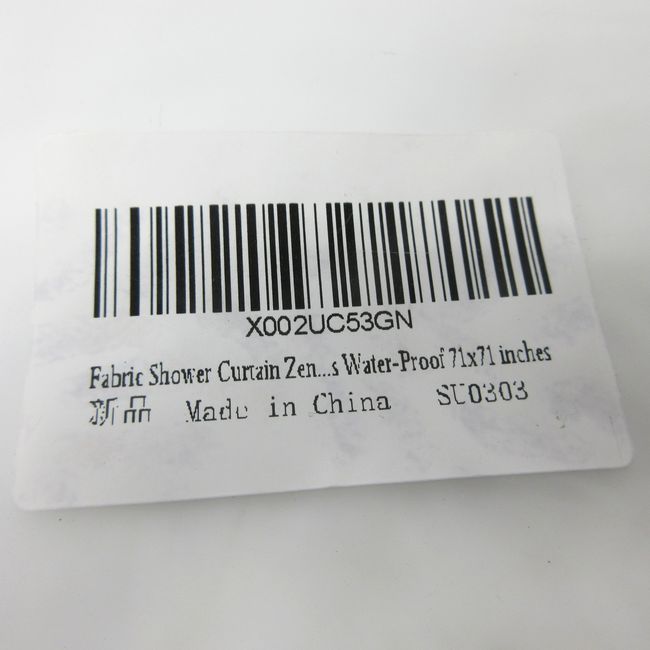 X002UC53GN
Fabric Shower Curtain Zen...s Water-Proof 71x71 inches
新品 Made in China SU0303